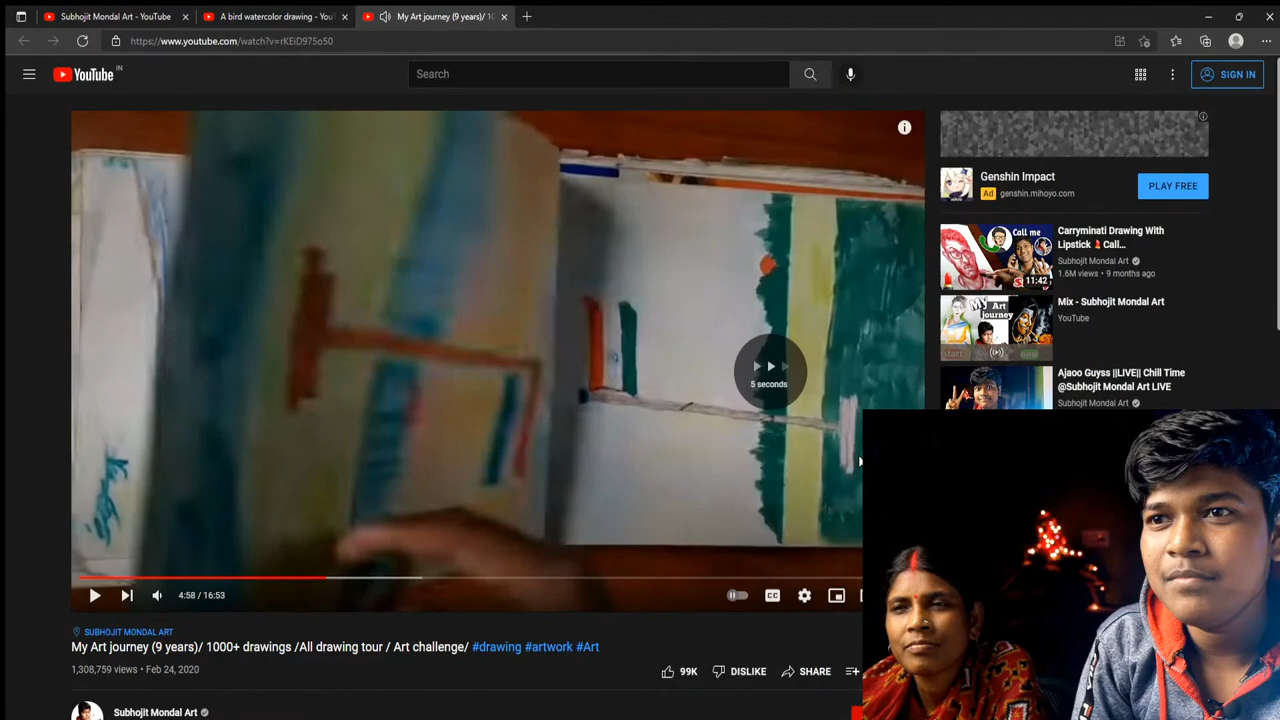 Subhojit Mondal Art - YouTube
A bird watercolor drawing - You
My Art journey (9 years)/ 10
https://www.youtube.com/watch?v=rKEiD975o50
YouTube IN
Search
SIGN IN
Genshin Impact
Ad genshin.mihoyo.com
PLAY FREE
Call me
11:42
Carryminati Drawing With
Lipstick 💄 Call...
Subhojit Mondal Art
1.6M views • 9 months ago
My Art
journey
start
now
Mix - Subhojit Mondal Art
YouTube
Ajaoo Guyss ||LIVE|| Chill Time
@Subhojit Mondal Art LIVE
Subhojit Mondal Art
5 seconds
4:58 / 16:53
CC
SUBHOJIT MONDAL ART
My Art journey (9 years)/ 1000+ drawings /All drawing tour / Art challenge/ #drawing #artwork #Art
1,308,759 views • Feb 24, 2020
99K
DISLIKE
SHARE
Subhojit Mondal Art